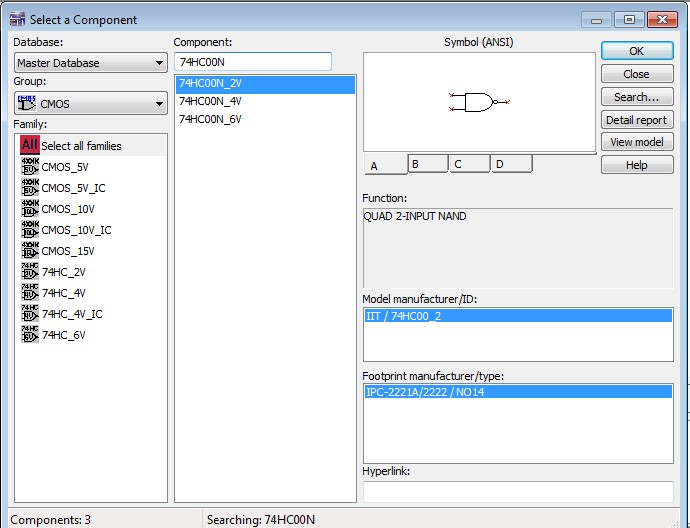 Select a Component
Database:
Master Database
Group:
CMOS
Family:
All Select all families
CMOS_5V
CMOS_5V_IC
CMOS_10V
CMOS_10V_IC
CMOS_15V
74HC_2V
74HC_4V
74HC_4V_IC
74HC_6V
Component:
74HC00N
74HC00N_2V
74HC00N_4V
74HC00N_6V
Symbol (ANSI)
A B C D
Function:
QUAD 2-INPUT NAND
Model manufacturer/ID:
IIT / 74HC00_2
Footprint manufacturer/type:
IPC-2221A/2222 / NO14
Hyperlink:
OK
Close
Search...
Detail report
View model
Help
Components: 3
Searching: 74HC00N